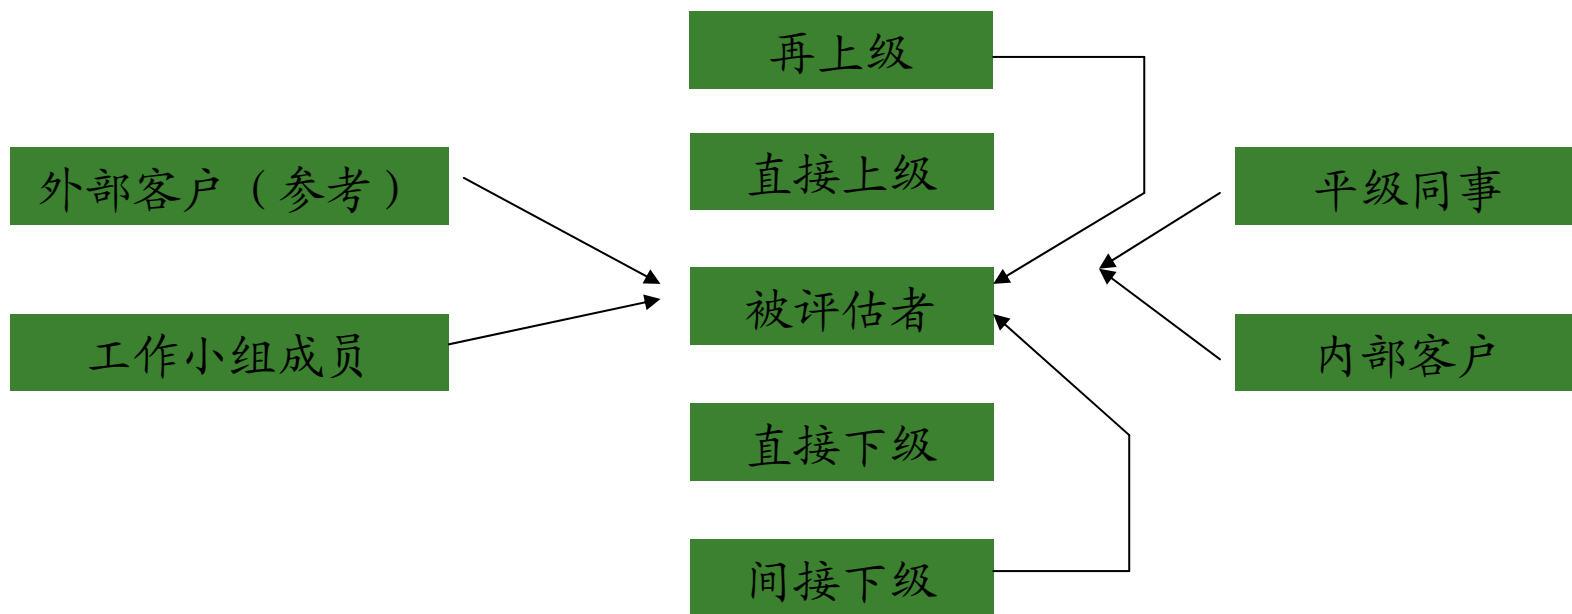 再上级
直接上级
外部客户（参考）
平级同事
被评估者
工作小组成员
内部客户
直接下级
间接下级